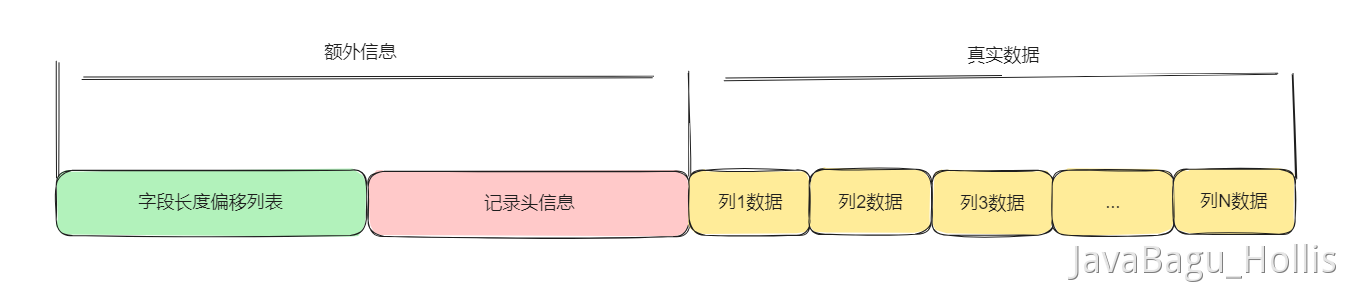 额外信息
真实数据
字段长度偏移列表
记录头信息
列1数据
列2数据
列3数据
...
列N数据
JavaBagu_Hollis